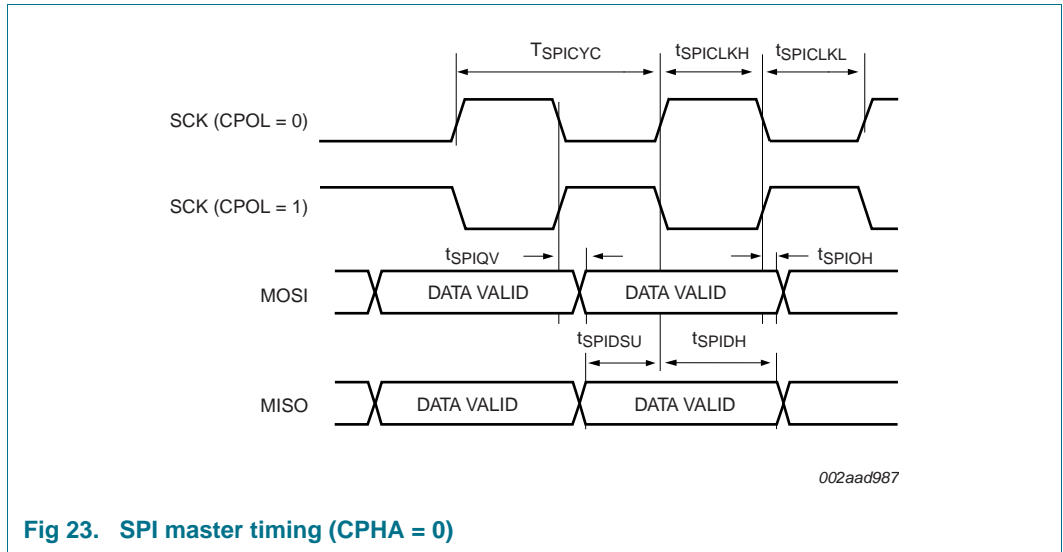 TSPICYC tSPICLKH tSPICLKL
SCK (CPOL = 0)
SCK (CPOL = 1)
tSPIQV tSPIOH
MOSI DATA VALID DATA VALID
tSPIDSU tSPIDH
MISO DATA VALID DATA VALID
002aad987
Fig 23. SPI master timing (CPHA = 0)